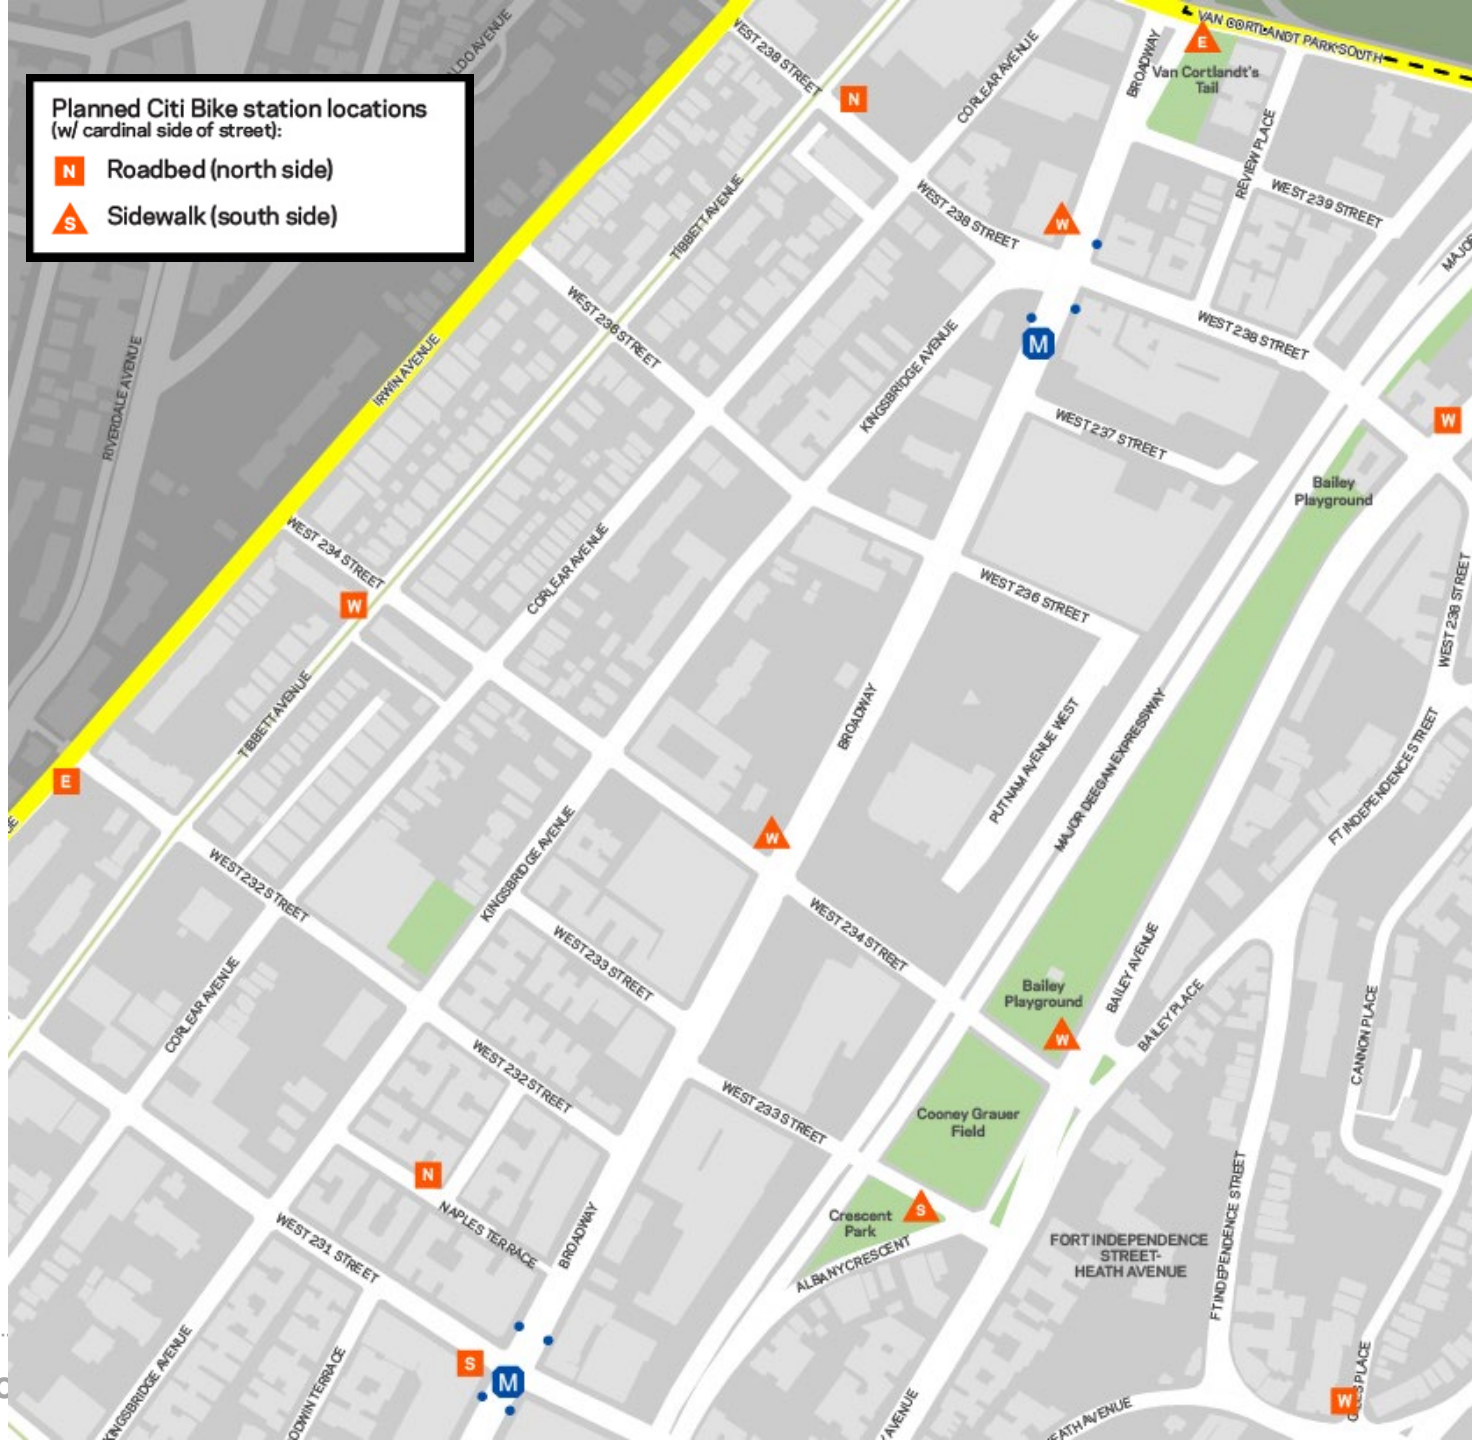 VAN CORTLANDT PARK SOUTH
E
Van Cortlandt's
Tail
WEST 238 STREET
N
CORLEAR AVENUE
BROADWAY
REVIEW PLACE
WEST 239 STREET
Planned Citi Bike station locations
(w/ cardinal side of street):
N
Roadbed (north side)
S
Sidewalk (south side)
TIBBETT AVENUE
WEST 238 STREET
W
WEST 236 STREET
WEST 238 STREET
M
IRWIN AVENUE
RIVERDALE AVENUE
KINGSBRIDGE AVENUE
WEST 237 STREET
W
Bailey
Playground
WEST 234 STREET
W
CORLEAR AVENUE
WEST 236 STREET
WEST 238 STREET
TIBBETT AVENUE
BROADWAY
PUTNAM AVENUE WEST
MAJOR DEEGAN EXPRESSWAY
FT INDEPENDENCE STREET
E
W
WEST 232 STREET
KINGSBRIDGE AVENUE
WEST 233 STREET
WEST 234 STREET
Bailey
Playground
W
BAILEY AVENUE
BAILEY PLACE
CORLEAR AVENUE
CANNON PLACE
WEST 232 STREET
WEST 233 STREET
Cooney Grauer
Field
N
NAPLES TERRACE
BROADWAY
Crescent
Park
S
ALBANY CRESCENT
FORT INDEPENDENCE
STREET-
HEATH AVENUE
FT INDEPENDENCE STREET
WEST 231 STREET
S
M
KINGSBRIDGE AVENUE
W